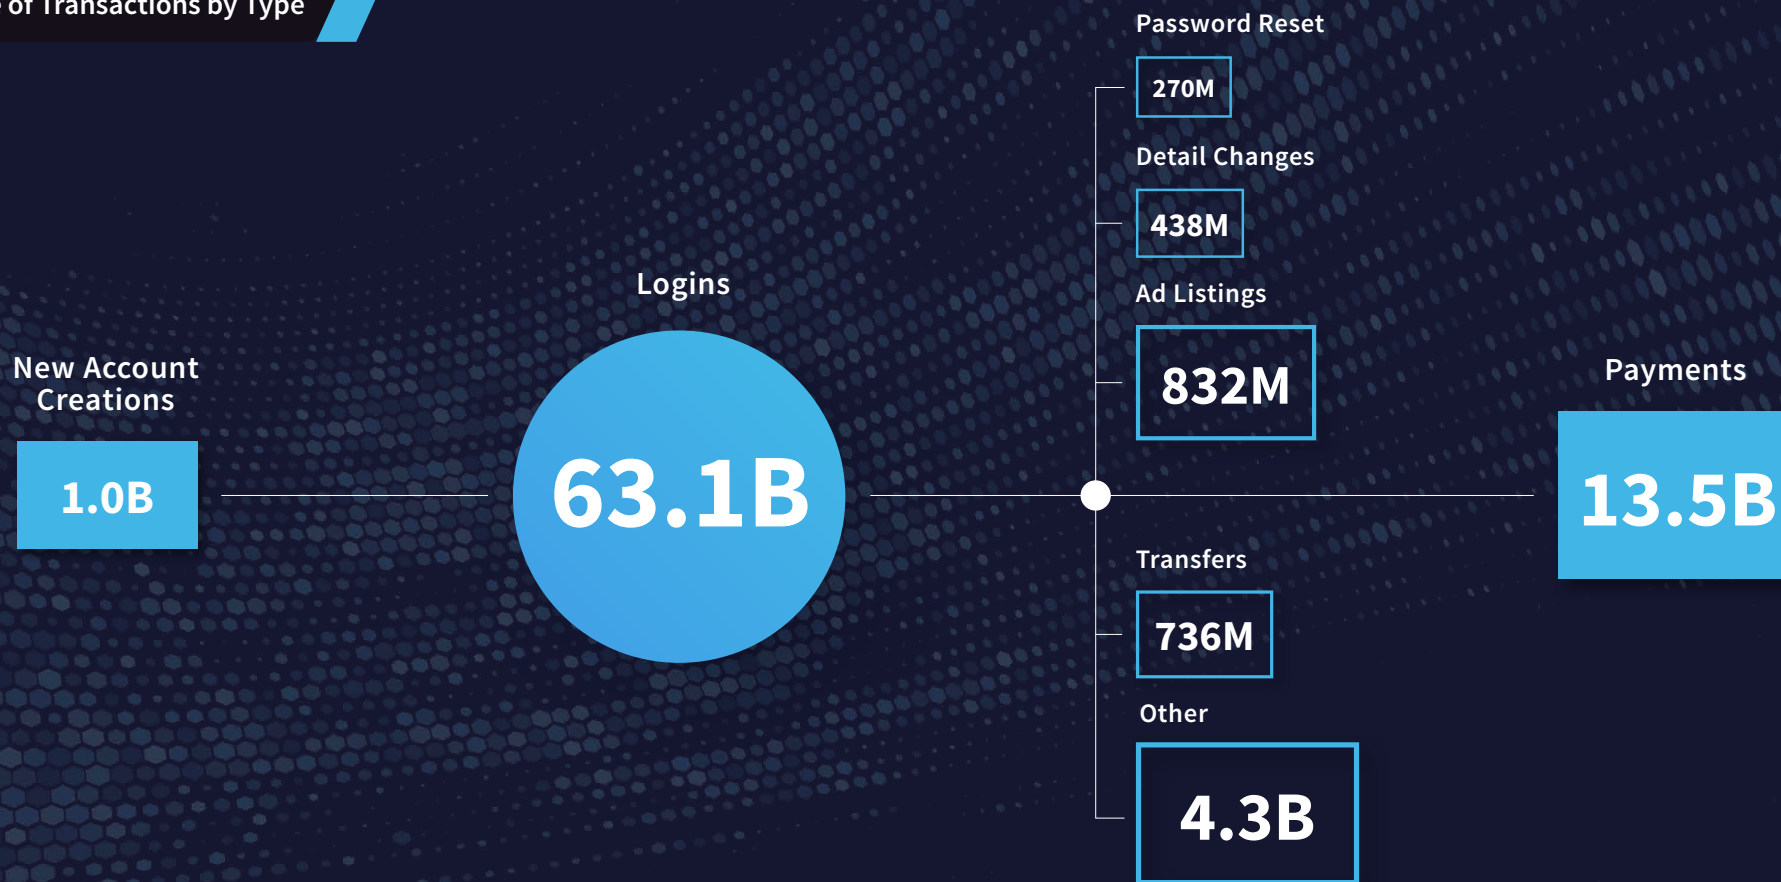 of Transactions by Type
New Account
Creations
1.0B
Logins
63.1B
Password Reset
270M
Detail Changes
438M
Ad Listings
832M
Transfers
736M
Other
4.3B
Payments
13.5B